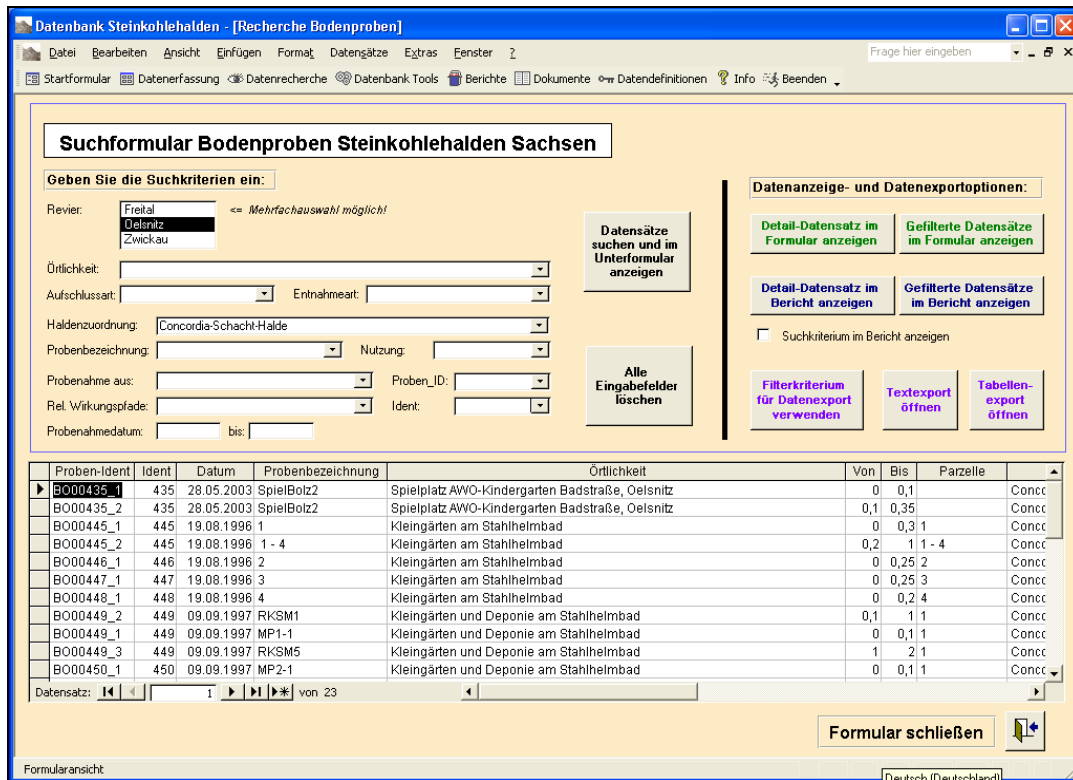 Datenbank Steinkohlehalden - [Recherche Bodenproben]
Datei Bearbeiten Ansicht Einfügen Format Datensätze Extras Fenster ? Frage hier eingeben
Startformular Datenerfassung Datenrecherche Datenbank Tools Berichte Dokumente Datendefinitionen Info Beenden
Suchformular Bodenproben Steinkohlehalden Sachsen
Geben Sie die Suchkriterien ein:
Revier: Freital <= Mehrfachauswahl möglich!
Oelsnitz
Zwickau
Örtlichkeit:
Aufschlussart: Entnahmeart:
Haldenzuordnung: Concordia-Schacht-Halde
Probenbezeichnung: Nutzung:
Probenahme aus: Proben_ID:
Rel. Wirkungspfade: Ident:
Probenahmedatum: bis:
Datensätze
suchen und im
Unterformular
anzeigen
Alle
Eingabefelder
löschen
Datenanzeige- und Datenexportoptionen:
Detail-Datensatz im
Formular anzeigen
Gefilterte Datensätze
im Formular anzeigen
Detail-Datensatz im
Bericht anzeigen
Gefilterte Datensätze
im Bericht anzeigen
Suchkriterium im Bericht anzeigen
Filterkriterium
für Datenexport
verwenden
Textexport
öffnen
Tabellen-
export
öffnen
Proben-Ident Ident Datum Probenbezeichnung Örtlichkeit Von Bis Parzelle
BO00435_1 435 28.05.2003 SpielBolz2 Spielplatz AWO-Kindergarten Badstraße, Oelsnitz 0 0,1 Conc
BO00435_2 435 28.05.2003 SpielBolz2 Spielplatz AWO-Kindergarten Badstraße, Oelsnitz 0,1 0,35 Conc
BO00445_1 445 19.08.1996 1 Kleingärten am Stahlhelmbad 0 0,3 1 Conc
BO00445_2 445 19.08.1996 1 - 4 Kleingärten am Stahlhelmbad 0,2 1 1 - 4 Conc
BO00446_1 446 19.08.1996 2 Kleingärten am Stahlhelmbad 0 0,25 2 Conc
BO00447_1 447 19.08.1996 3 Kleingärten am Stahlhelmbad 0 0,25 3 Conc
BO00448_1 448 19.08.1996 4 Kleingärten am Stahlhelmbad 0 0,2 4 Conc
BO00449_2 449 09.09.1997 RKSM1 Kleingärten und Deponie am Stahlhelmbad 0,1 1 1 Conc
BO00449_1 449 09.09.1997 MP1-1 Kleingärten und Deponie am Stahlhelmbad 0 0,1 1 Conc
BO00449_3 449 09.09.1997 RKSM5 Kleingärten und Deponie am Stahlhelmbad 1 2 1 Conc
BO00450_1 450 09.09.1997 MP2-1 Kleingärten und Deponie am Stahlhelmbad 0 0,1 1 Conc
Datensatz: 1 von 23
Formular schließen
Formularansicht
Deutsch (Deutschland)